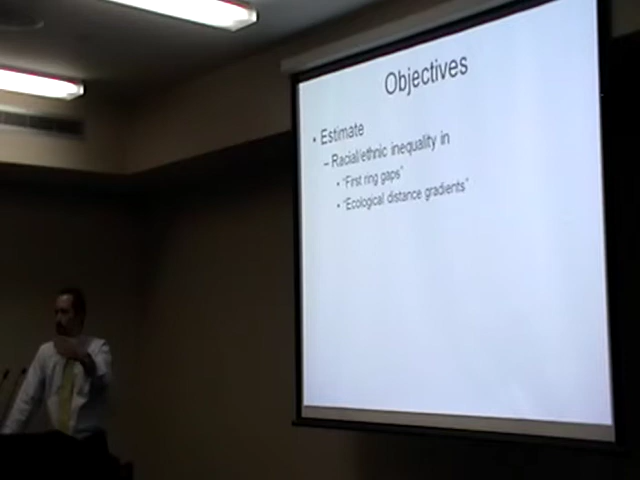 Objectives
• Estimate
– Racial/ethnic inequality in
• "First ring gaps"
• "Ecological distance gradients"